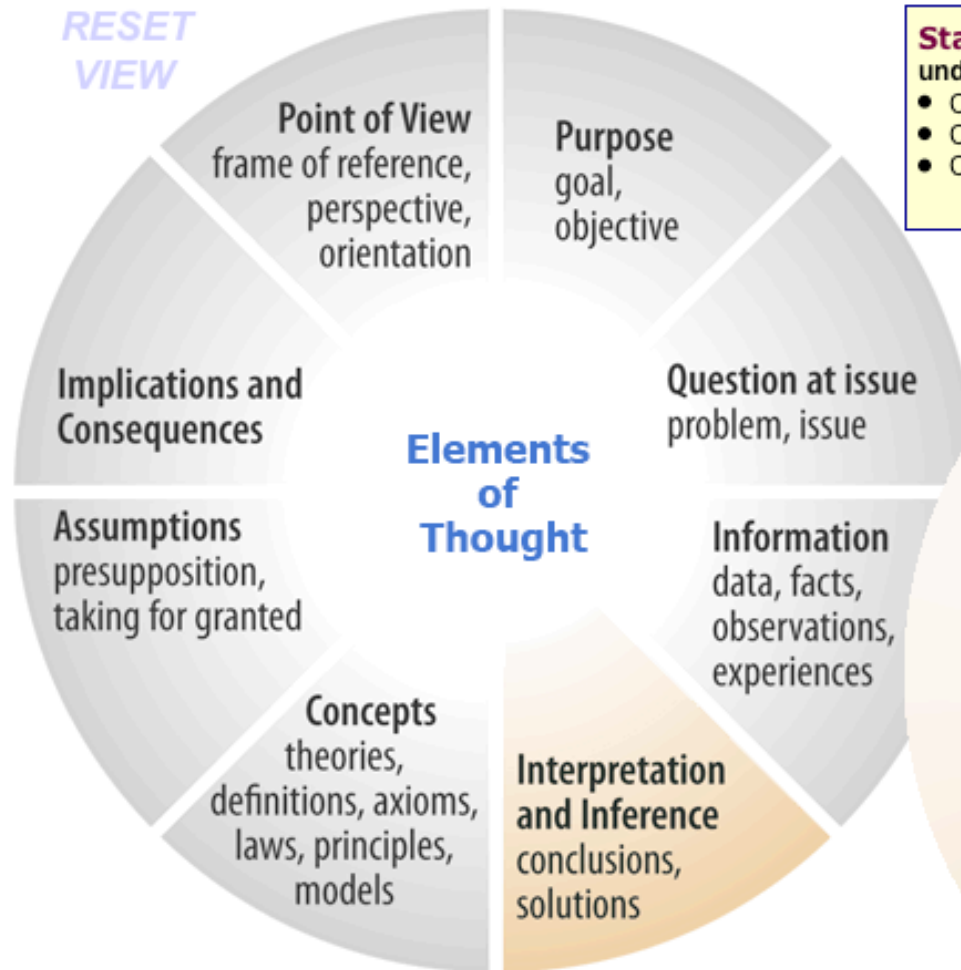 RESET
VIEW
Point of View
frame of reference,
perspective,
orientation
Purpose
goal,
objective
Question at issue
problem, issue
Information
data, facts,
observations,
experiences
Interpretation
and Inference
conclusions,
solutions
Concepts
theories,
definitions, axioms,
laws, principles,
models
Assumptions
presupposition,
taking for granted
Implications and
Consequences
Elements
of
Thought